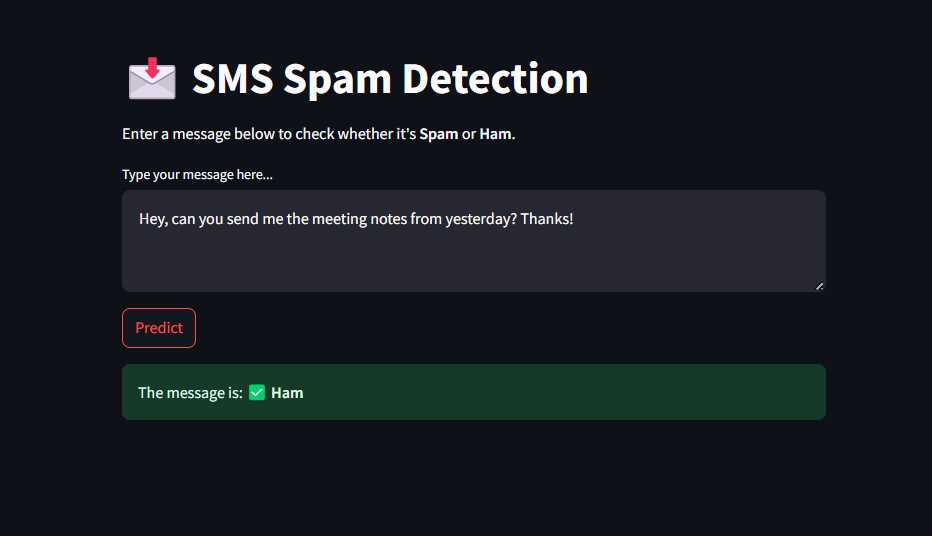 SMS Spam Detection
Enter a message below to check whether it's Spam or Ham.
Type your message here...
Hey, can you send me the meeting notes from yesterday? Thanks!
Predict
The message is: ✅ Ham